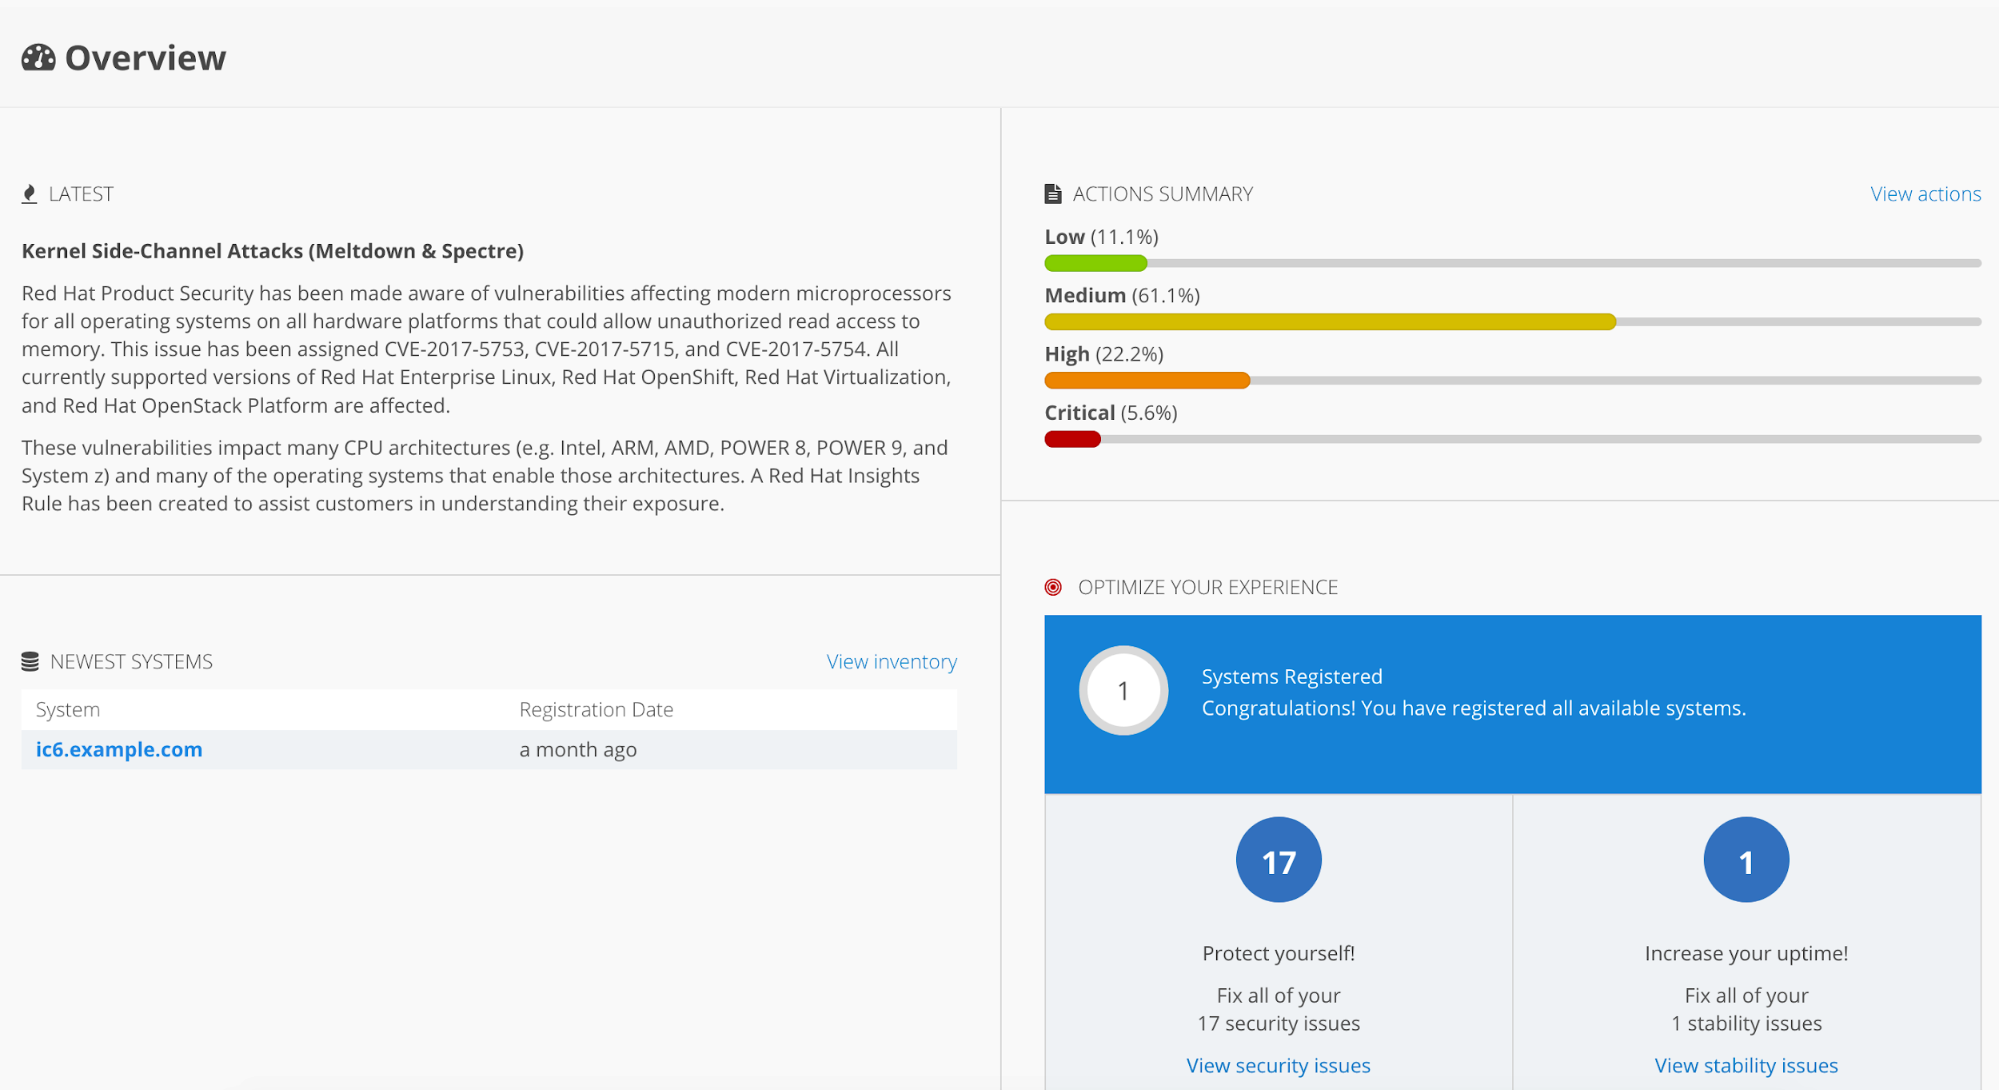 Overview
LATEST
Kernel Side-Channel Attacks (Meltdown & Spectre)
Red Hat Product Security has been made aware of vulnerabilities affecting modern microprocessors
for all operating systems on all hardware platforms that could allow unauthorized read access to
memory. This issue has been assigned CVE-2017-5753, CVE-2017-5715, and CVE-2017-5754. All
currently supported versions of Red Hat Enterprise Linux, Red Hat OpenShift, Red Hat Virtualization,
and Red Hat OpenStack Platform are affected.
These vulnerabilities impact many CPU architectures (e.g. Intel, ARM, AMD, POWER 8, POWER 9, and
System z) and many of the operating systems that enable those architectures. A Red Hat Insights
Rule has been created to assist customers in understanding their exposure.
NEWEST SYSTEMS
View inventory
System
Registration Date
ic6.example.com
a month ago
ACTIONS SUMMARY
View actions
Low (11.1%)
Medium (61.1%)
High (22.2%)
Critical (5.6%)
OPTIMIZE YOUR EXPERIENCE
1
Systems Registered
Congratulations! You have registered all available systems.
17
Protect yourself!
Fix all of your
17 security issues
View security issues
1
Increase your uptime!
Fix all of your
1 stability issues
View stability issues